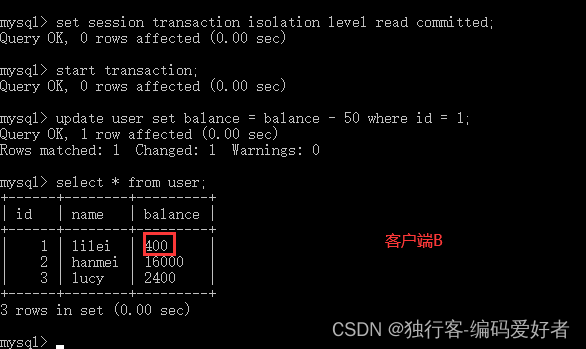 mysql> set session transaction isolation level read committed;
Query OK, 0 rows affected (0.00 sec)
mysql> start transaction;
Query OK, 0 rows affected (0.00 sec)
mysql> update user set balance = balance - 50 where id = 1;
Query OK, 1 row affected (0.00 sec)
Rows matched: 1  Changed: 1  Warnings: 0
mysql> select * from user;
+----+--------+---------+
| id | name   | balance |
+----+--------+---------+
|  1 | lilei  | 400     |
|  2 | hanmei | 16000   |
|  3 | lucy   | 2400    |
+----+--------+---------+
3 rows in set (0.00 sec)
mysql>
客户端B
CSDN @独行客-编码爱好者